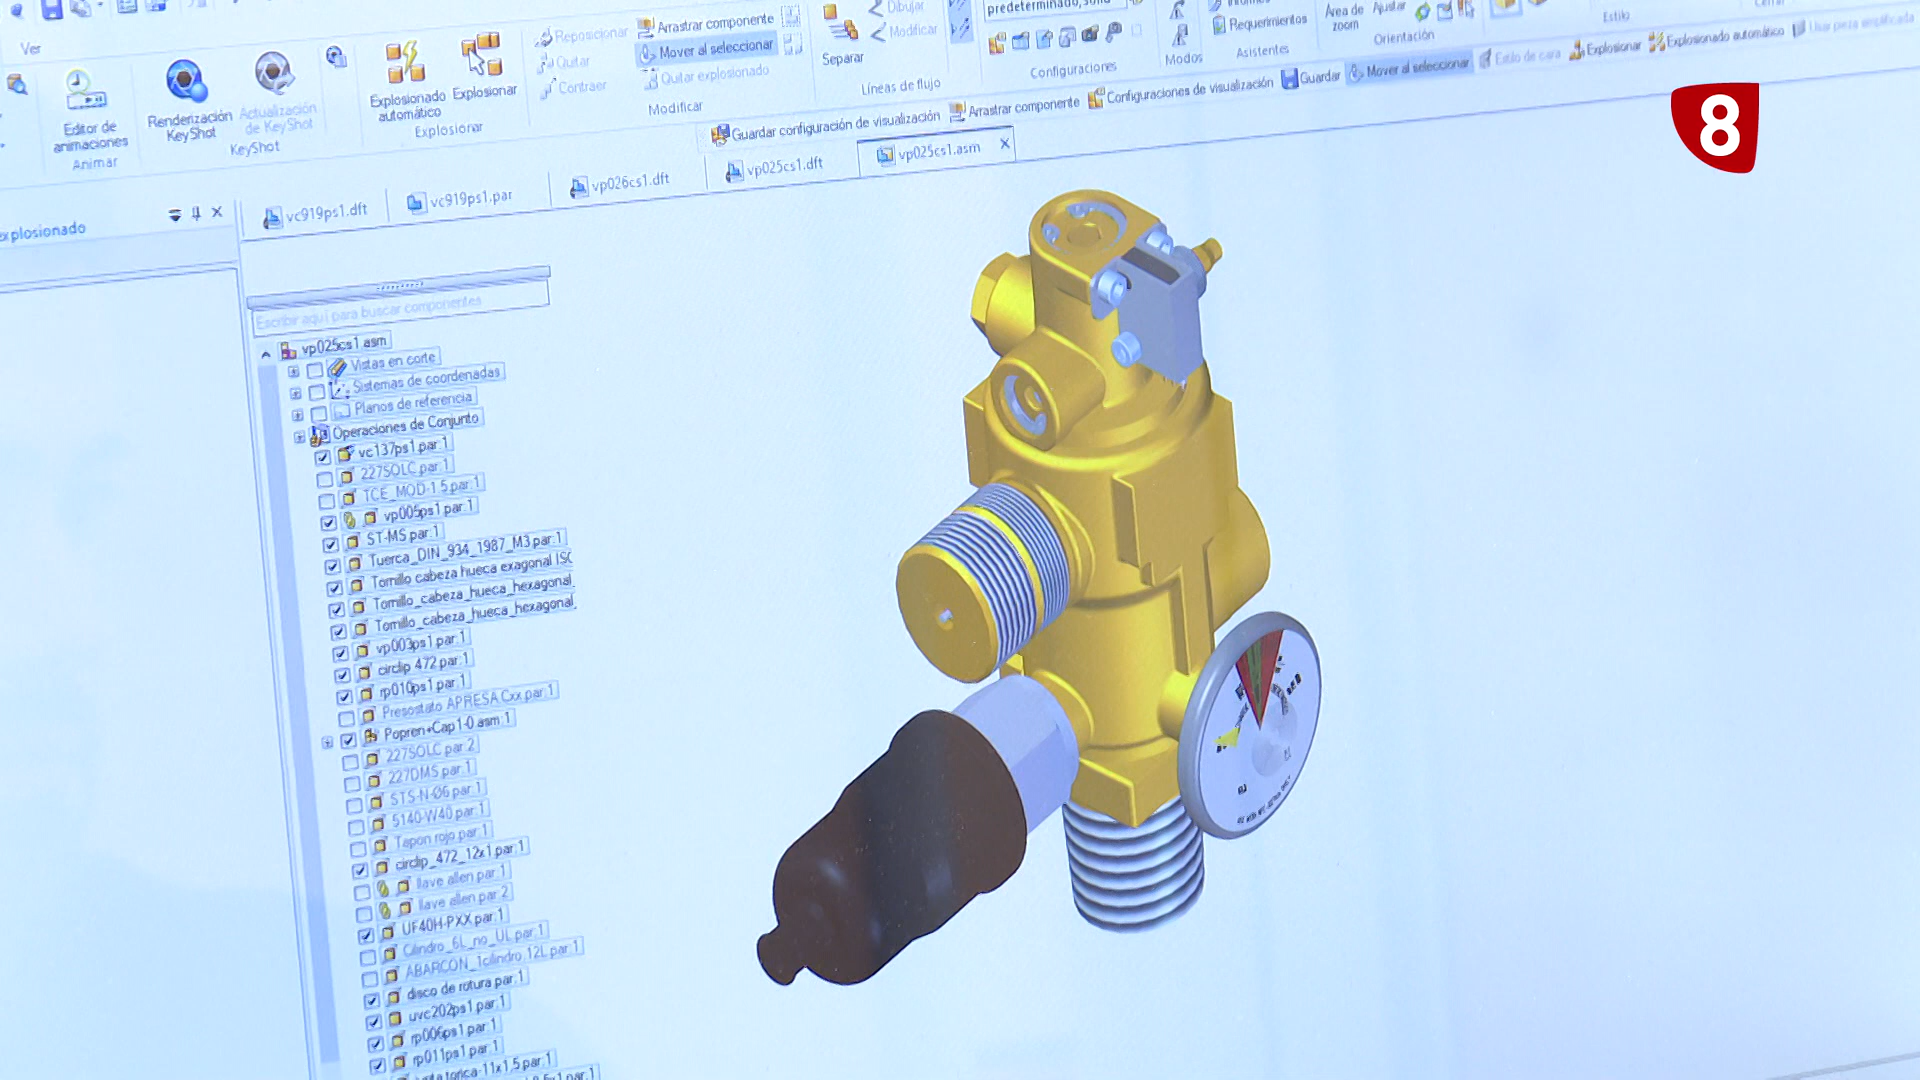 Ver
Editor de
animaciones
Animar
Renderización
KeyShot
Actualización
de KeyShot
KeyShot
Explosionado
automático
Explosionar
Explosionar
Reposicionar
Quitar
Contraer
Arrastrar componente
Mover al seleccionar
Quitar explosionado
Modificar
Separar
Dibujar
Modificar
Líneas de flujo
Configuraciones
Modos
Requerimientos
Asistentes
Área de
zoom
Ajustar
Orientación
Estilo
Guardar configuración de visualización
Arrastrar componente
Configuraciones de visualización
Guardar
Mover al seleccionar
Estilo de cara
Explosionar
Explosionado automático
Usar pieza simplificada
8
xplosionado
vc919ps1.dft
vc919ps1.par
vp026cs1.dft
vp025cs1.dft
vp025cs1.asm
Escribir aquí para buscar componentes
vp025cs1.asm
Vistas en corte
Sistemas de coordenadas
Planos de referencia
Operaciones de Conjunto
vc137ps1.par:1
227SOLC.par:1
TCE_MOD-1 5.par:1
vp005ps1.par:1
ST-MS.par:1
Tuerca_DIN_934_1987_M3.par:1
Tornillo cabeza hueca exagonal ISO
Tornillo_cabeza_hueca_hexagonal_
Tornillo_cabeza_hueca_hexagonal_
vp003ps1.par:1
circlip 472.par:1
rp010ps1.par:1
Presostato APRESA Cxx.par:1
Popren+Cap1-0.asm:1
227SOLC.par:2
227DMS.par:1
STS-N-Ø6.par:1
5140-W40.par:1
Tapon rojo.par:1
circlip_472_12x1.par:1
llave allen.par:1
llave allen.par:2
UF40H-PXX.par:1
Cilindro_6L_no_UL.par:1
ABARCON_1cilindro 12L.par:1
disco de rotura.par:1
uvc202ps1.par:1
rp006ps1.par:1
rp011ps1.par:1